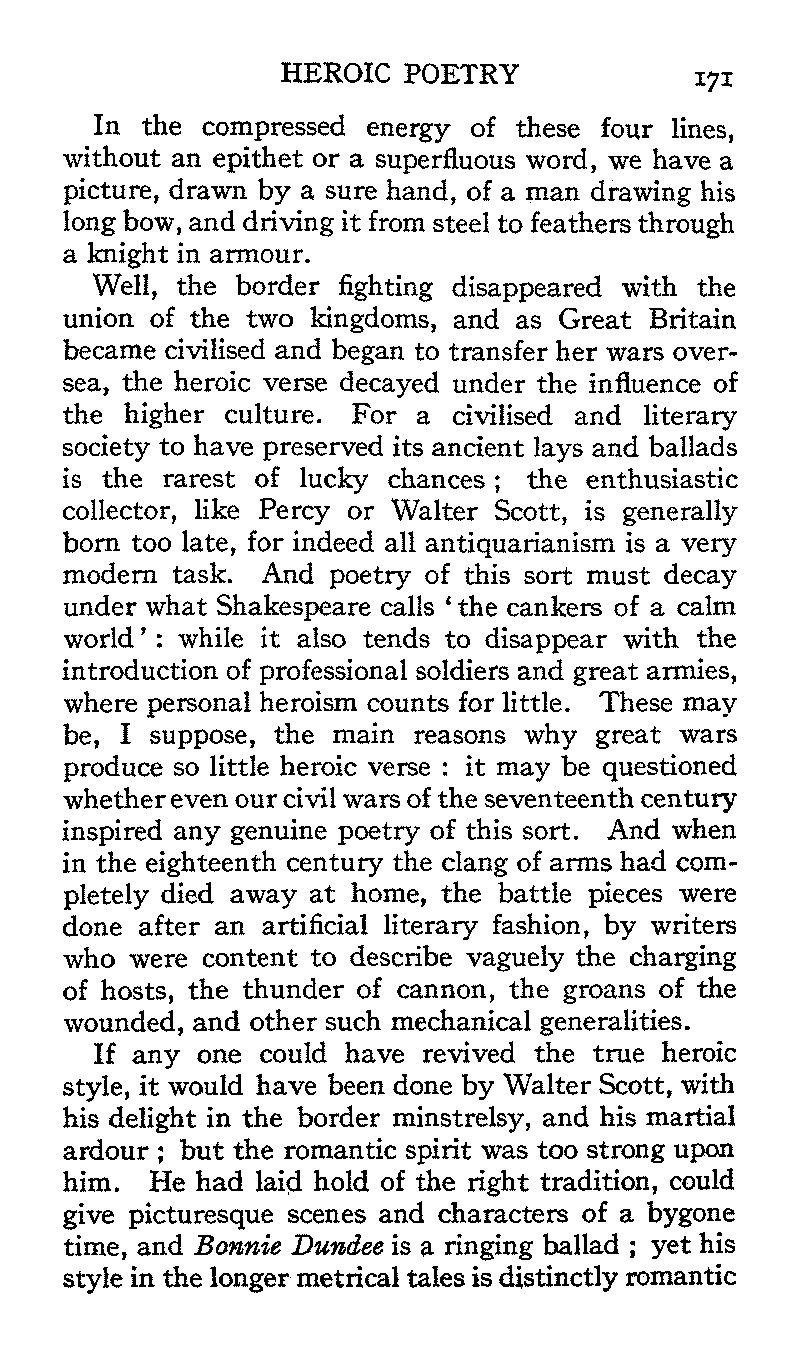 HEROIC POETRY 171
In the compressed energy of these four lines,
without an epithet or a superfluous word, we have a
picture, drawn by a sure hand, of a man drawing his
long bow, and driving it from steel to feathers through
a knight in armour.
Well, the border fighting disappeared with the
union of the two kingdoms, and as Great Britain
became civilised and began to transfer her wars over-
sea, the heroic verse decayed under the influence of
the higher culture. For a civilised and literary
society to have preserved its ancient lays and ballads
is the rarest of lucky chances ; the enthusiastic
collector, like Percy or Walter Scott, is generally
born too late, for indeed all antiquarianism is a very
modern task. And poetry of this sort must decay
under what Shakespeare calls ‘ the cankers of a calm
world ’ : while it also tends to disappear with the
introduction of professional soldiers and great armies,
where personal heroism counts for little. These may
be, I suppose, the main reasons why great wars
produce so little heroic verse : it may be questioned
whether even our civil wars of the seventeenth century
inspired any genuine poetry of this sort. And when
in the eighteenth century the clang of arms had com-
pletely died away at home, the battle pieces were
done after an artificial literary fashion, by writers
who were content to describe vaguely the charging
of hosts, the thunder of cannon, the groans of the
wounded, and other such mechanical generalities.
If any one could have revived the true heroic
style, it would have been done by Walter Scott, with
his delight in the border minstrelsy, and his martial
ardour ; but the romantic spirit was too strong upon
him. He had laid hold of the right tradition, could
give picturesque scenes and characters of a bygone
time, and Bonnie Dundee is a ringing ballad ; yet his
style in the longer metrical tales is distinctly romantic